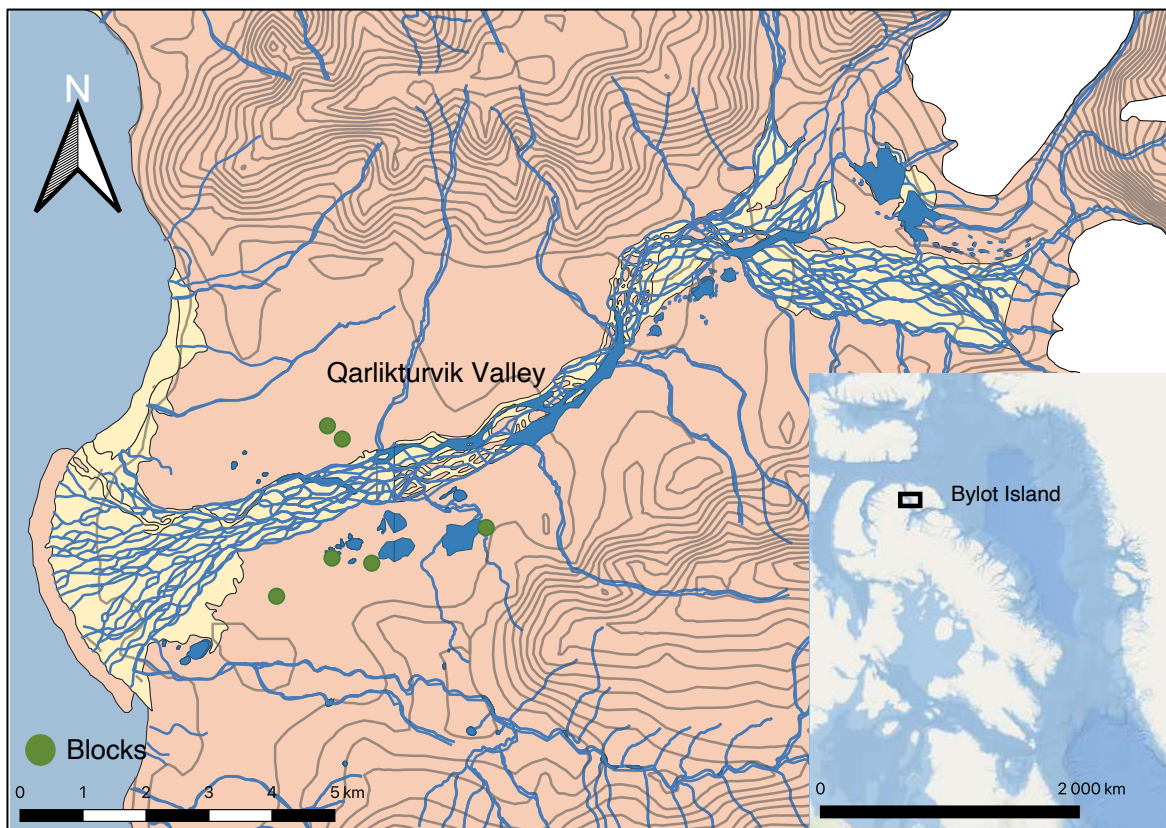 N
Qarlikturvik Valley
Bylot Island
Blocks
0 1 2 3 4 5 km
0 2 000 km